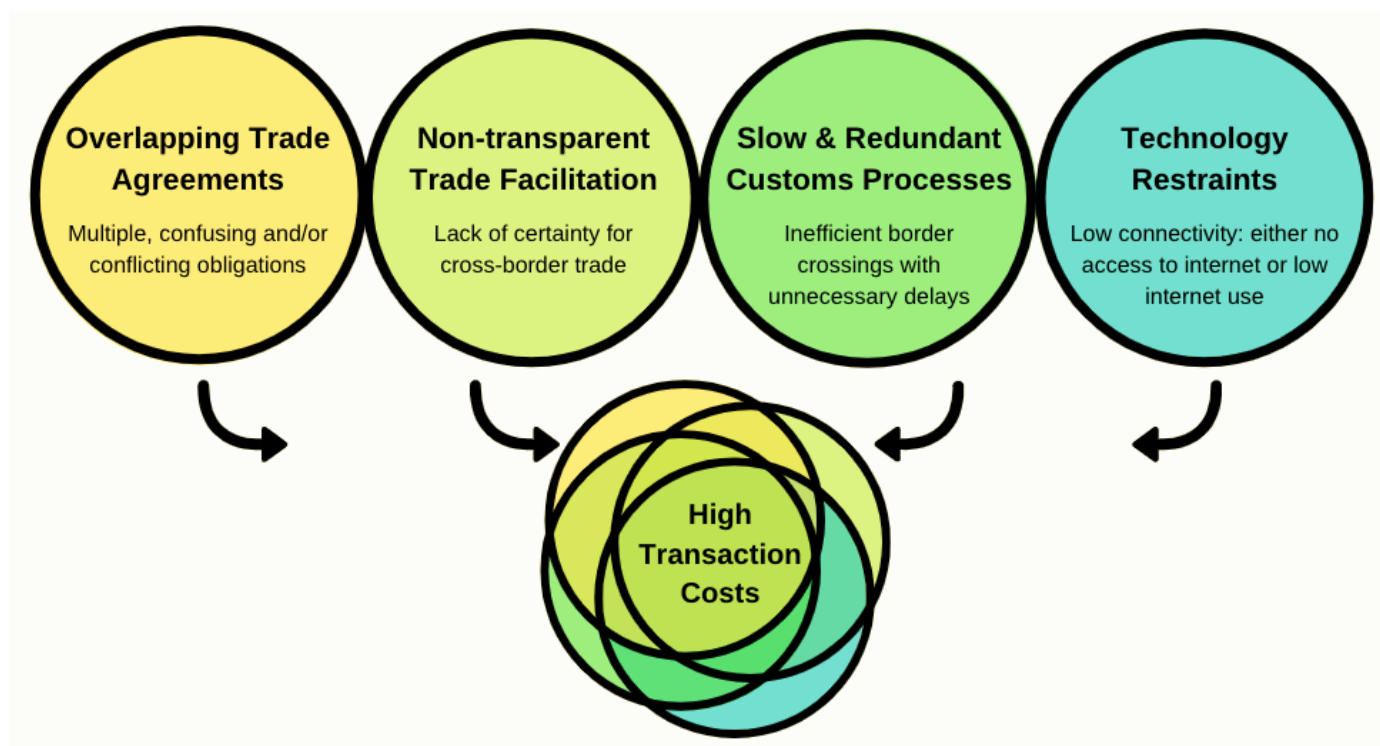 Overlapping Trade
Agreements
Multiple, confusing and/or
conflicting obligations
Non-transparent
Trade Facilitation
Lack of certainty for
cross-border trade
Slow & Redundant
Customs Processes
Inefficient border
crossings with
unnecessary delays
Technology
Restraints
Low connectivity: either no
access to internet or low
internet use
High
Transaction
Costs